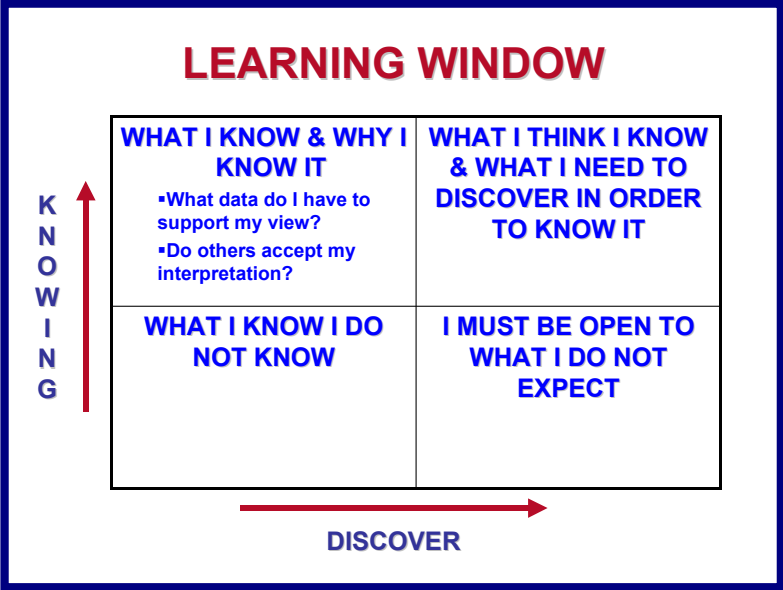 LEARNING WINDOW
WHAT I KNOW & WHY I
KNOW IT
▪What data do I have to
support my view?
▪Do others accept my
interpretation?
WHAT I THINK I KNOW
& WHAT I NEED TO
DISCOVER IN ORDER
TO KNOW IT
K
N
O
W
I
N
G
WHAT I KNOW I DO
NOT KNOW
I MUST BE OPEN TO
WHAT I DO NOT
EXPECT
DISCOVER